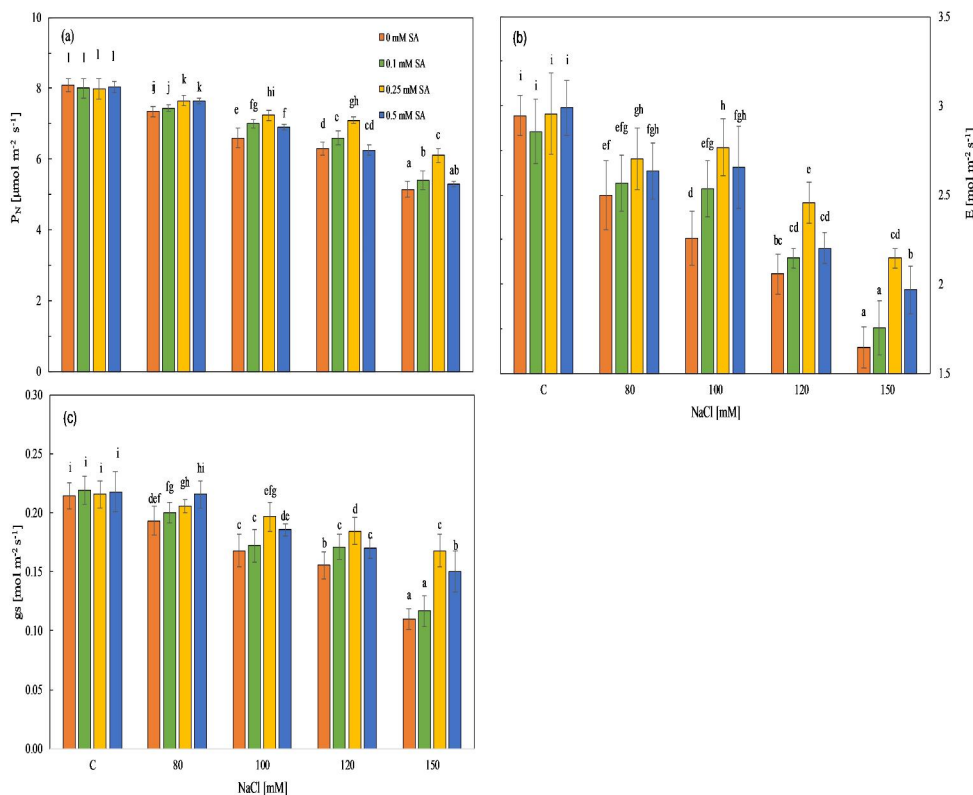 10
(a)
8
6
4
2
0
P_N [µmol m⁻² s⁻¹]
0 mM SA
0.1 mM SA
0.25 mM SA
0.5 mM SA
l l l l
ij j k k
e fg hi f
d e gh cd
a b c ab
(b)
3.5
3
2.5
2
1.5
E [mol m⁻² s⁻¹]
i i i i
ef efg gh fgh
d efg h fgh
bc cd e cd
a a cd b
C 80 100 120 150
NaCl [mM]
0.30
(c)
0.25
0.20
0.15
0.10
0.05
0.00
gs [mol m⁻² s⁻¹]
i i i i
def fg gh hi
c c efg de
b c d c
a a c b
C 80 100 120 150
NaCl [mM]